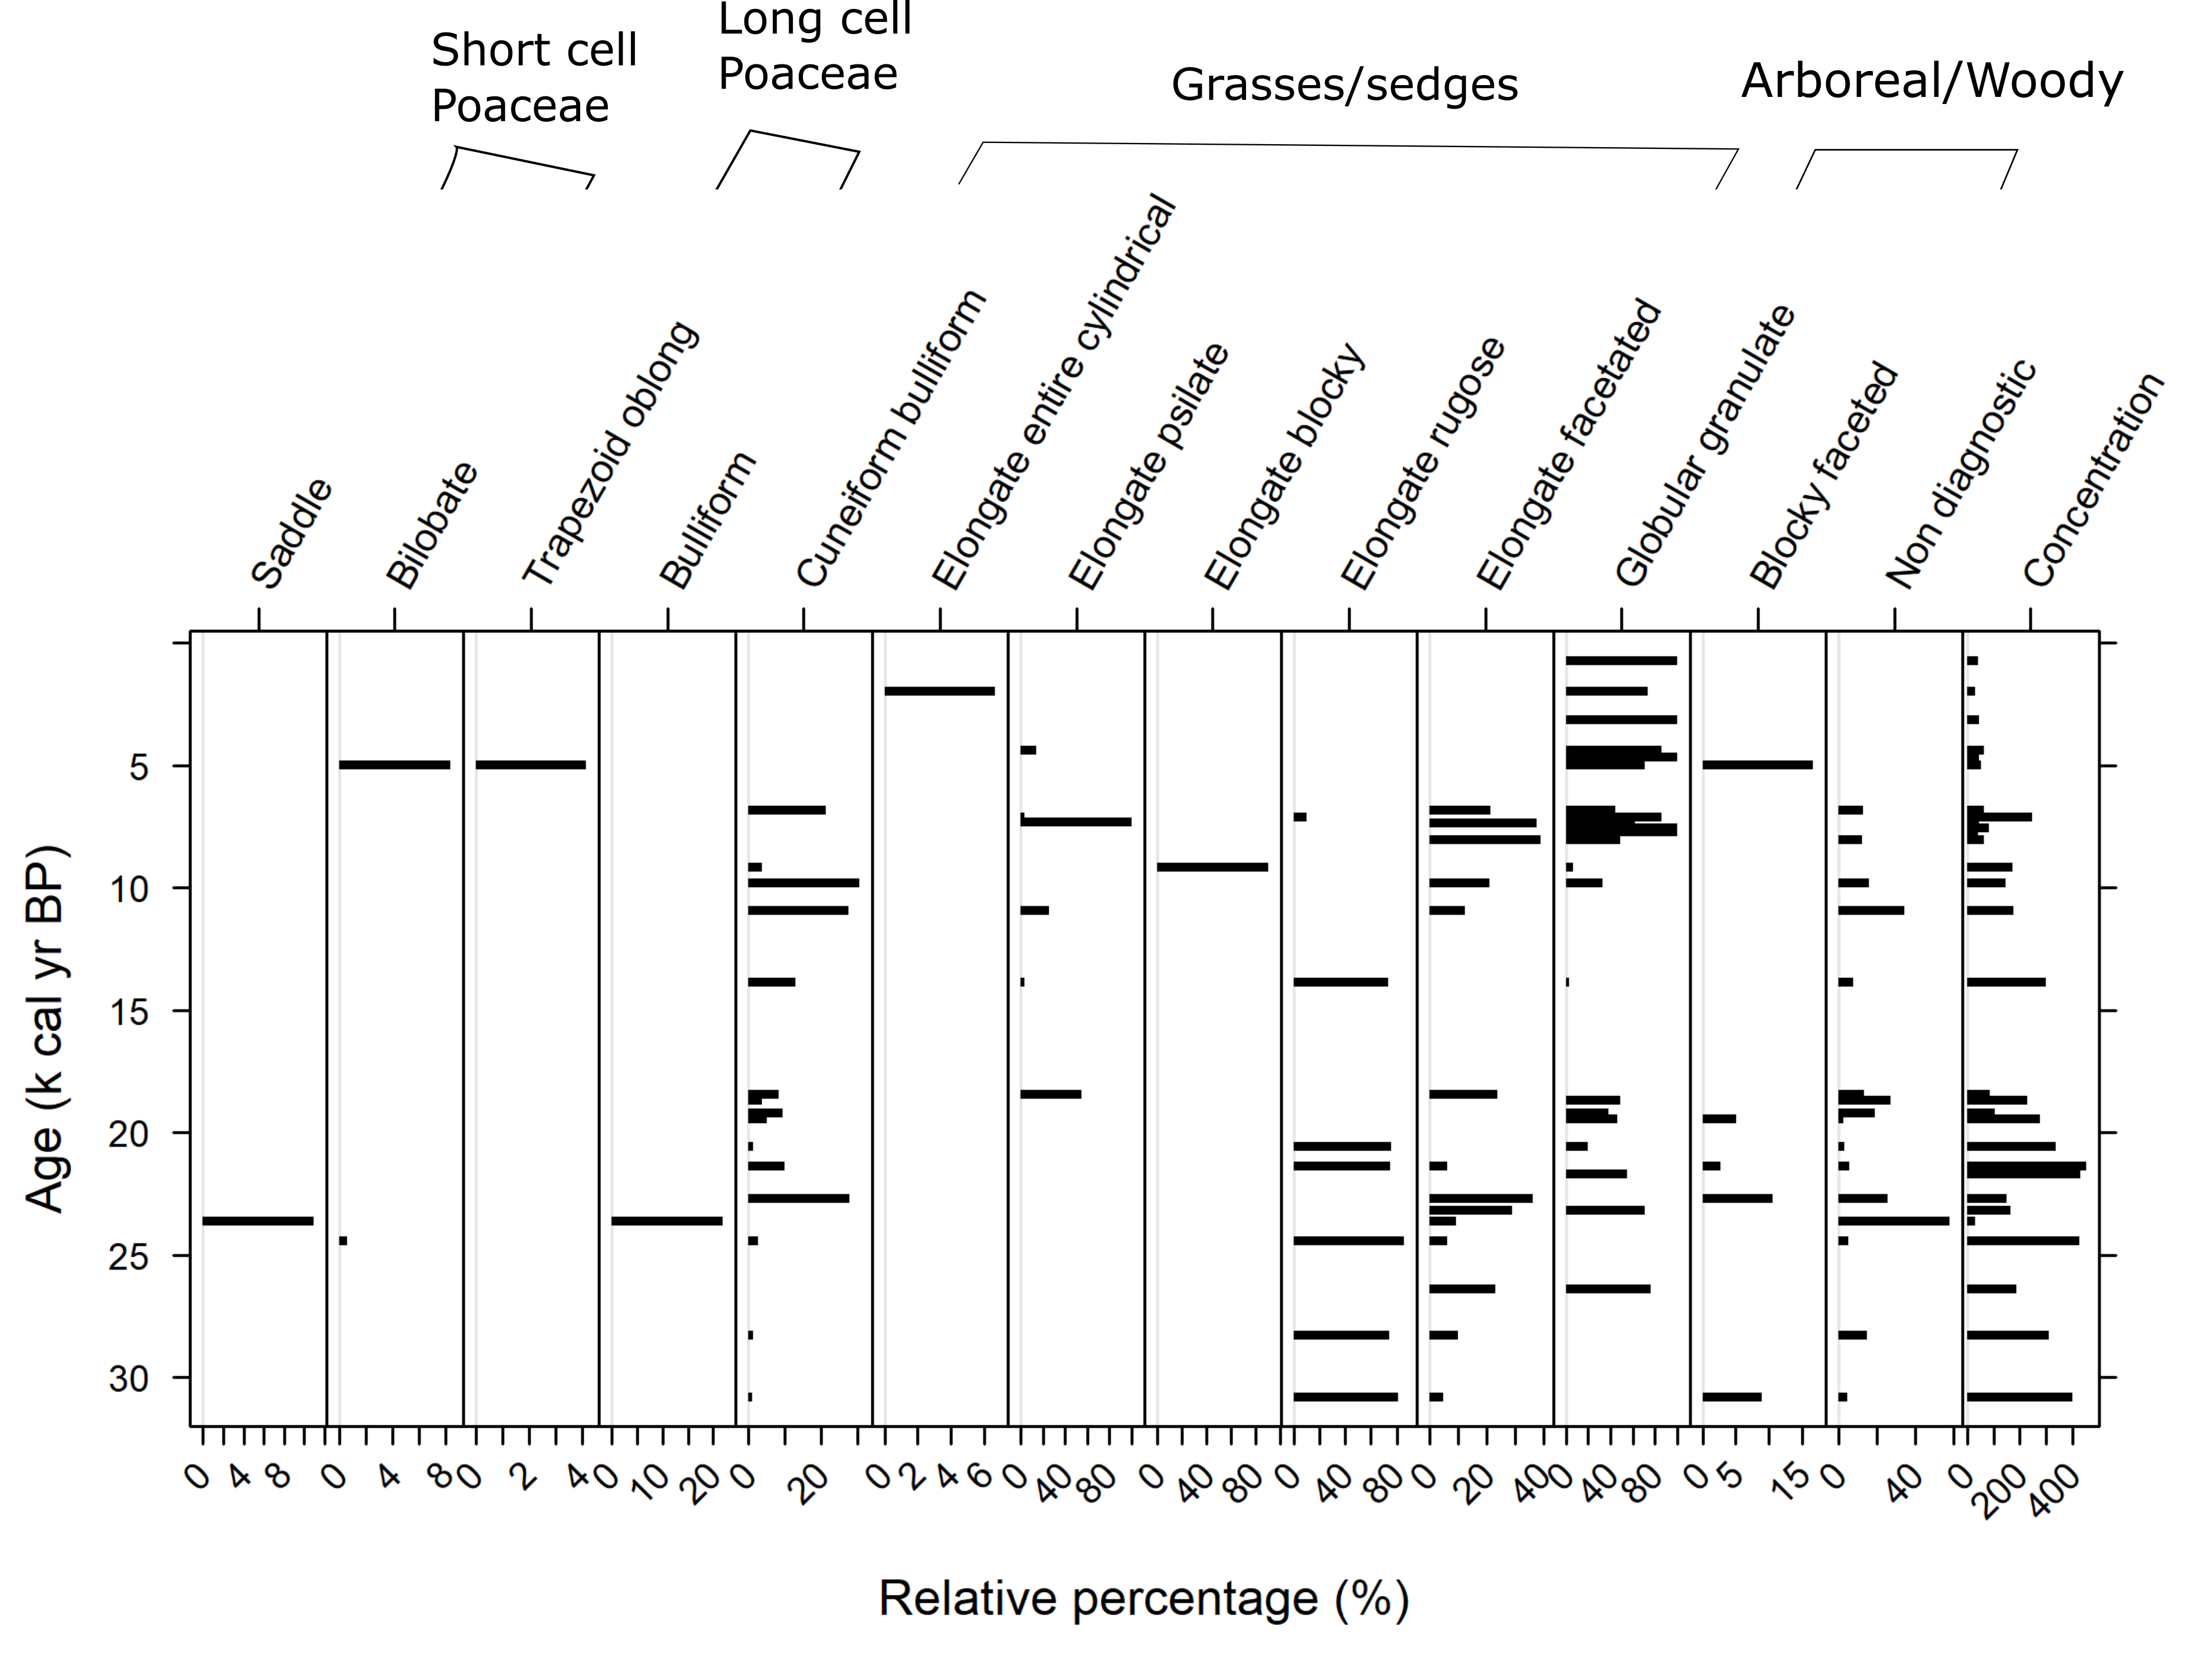 Short cell
Poaceae
Long cell
Poaceae
Grasses/sedges
Arboreal/Woody
Saddle
Bilobate
Trapezoid oblong
Bulliform
Cuneiform bulliform
Elongate entire cylindrical
Elongate psilate
Elongate blocky
Elongate rugose
Elongate facetated
Globular granulate
Blocky faceted
Non diagnostic
Concentration
Age (k cal yr BP)
5
10
15
20
25
30
0 4 8
0 4 8
0 2 4
0 10 20
0 20
0 2 4 6
0 40 80
0 40 80
0 40 80
0 20 40
0 40 80
0 5 15
0 40
0 200 400
Relative percentage (%)